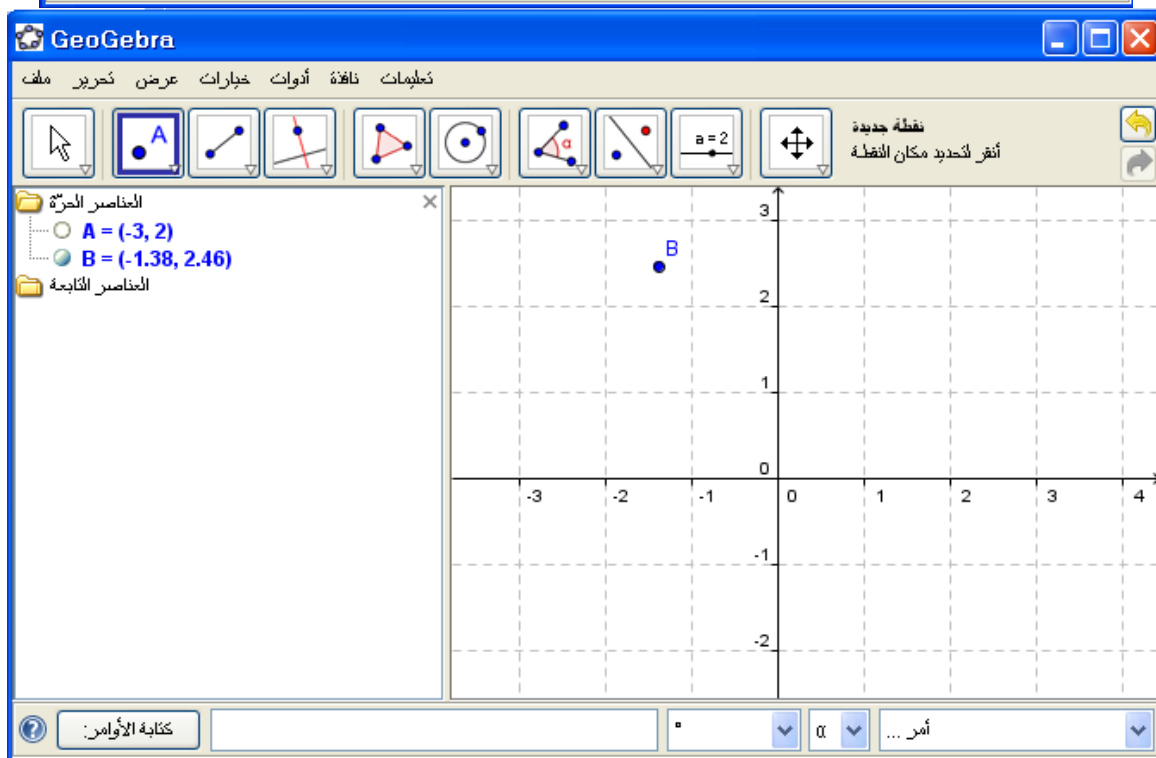 GeoGebra
ملف تحرير عرض خيارات أدوات نافذة تعليمات
A
α
a = 2
نقطة جديدة
أنقر لتحديد مكان النقطة
العناصر الحرّة
A = (-3, 2)
B = (-1.38, 2.46)
العناصر التابعة
B
3
2
1
0
-3 -2 -1 0 1 2 3 4
-1
-2
كتابة الأوامر:
° α أمر ...